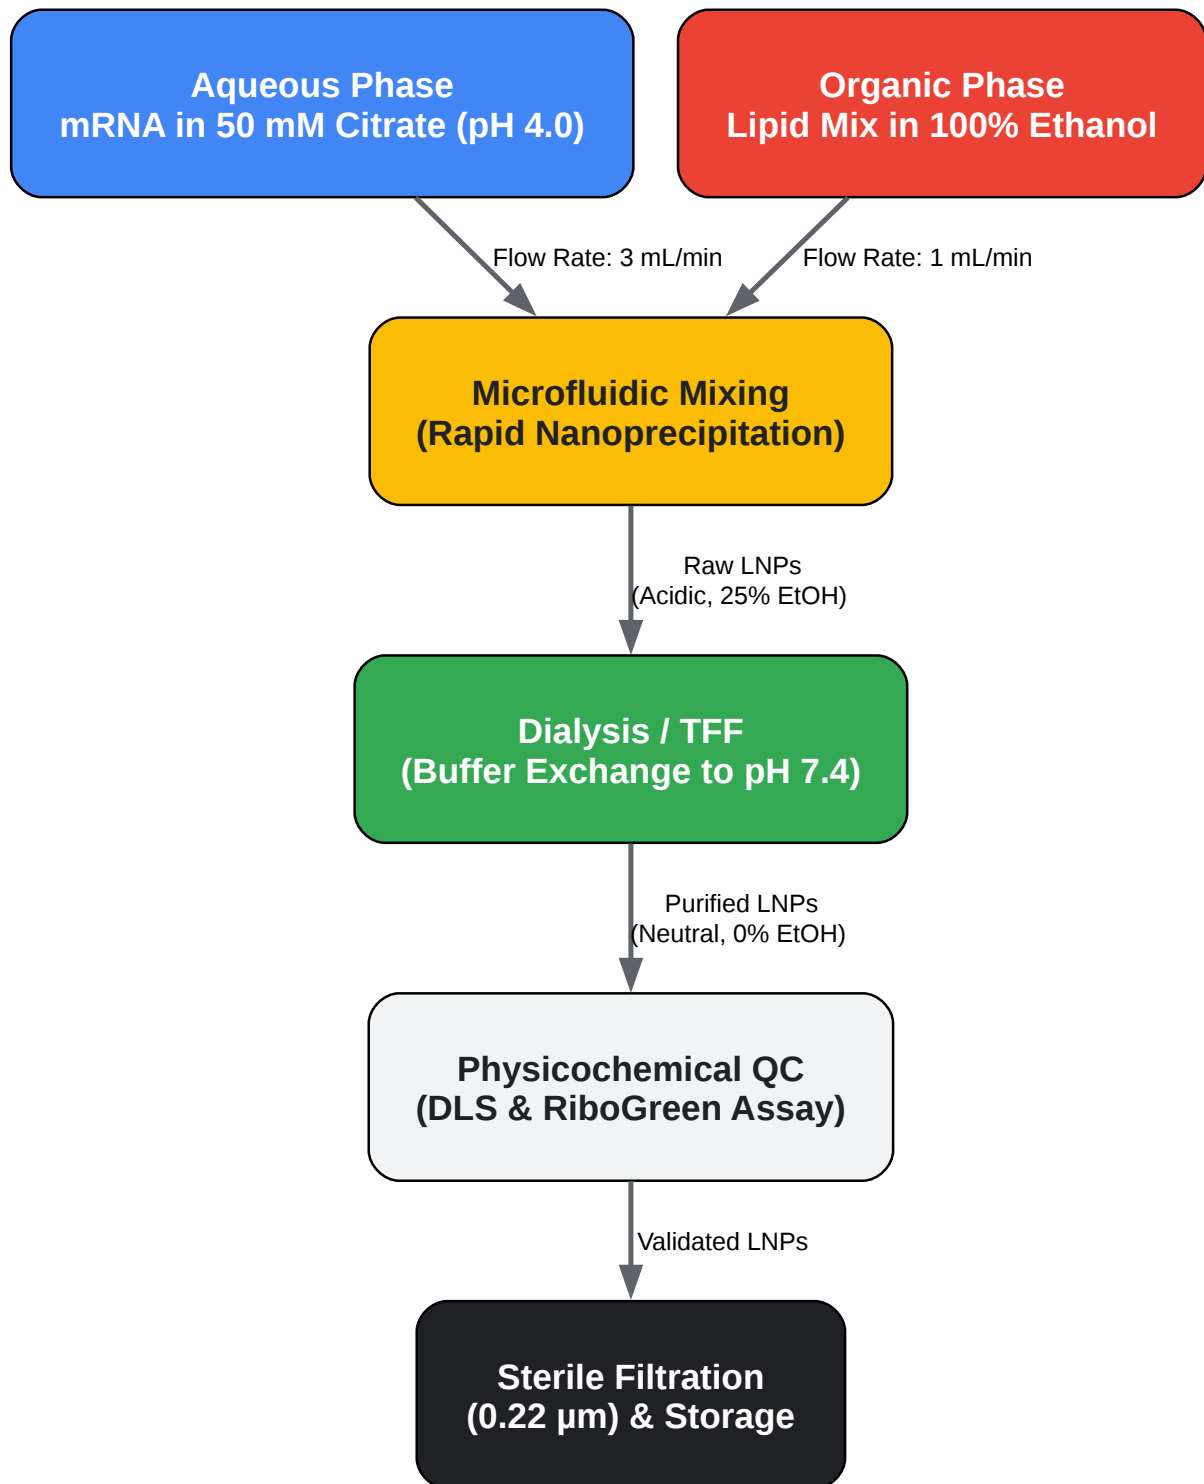 Aqueous Phase
mRNA in 50 mM Citrate (pH 4.0)
Organic Phase
Lipid Mix in 100% Ethanol
Flow Rate: 3 mL/min
Flow Rate: 1 mL/min
Microfluidic Mixing
(Rapid Nanoprecipitation)
Raw LNPs
(Acidic, 25% EtOH)
Dialysis / TFF
(Buffer Exchange to pH 7.4)
Purified LNPs
(Neutral, 0% EtOH)
Physicochemical QC
(DLS & RiboGreen Assay)
Validated LNPs
Sterile Filtration
(0.22 µm) & Storage